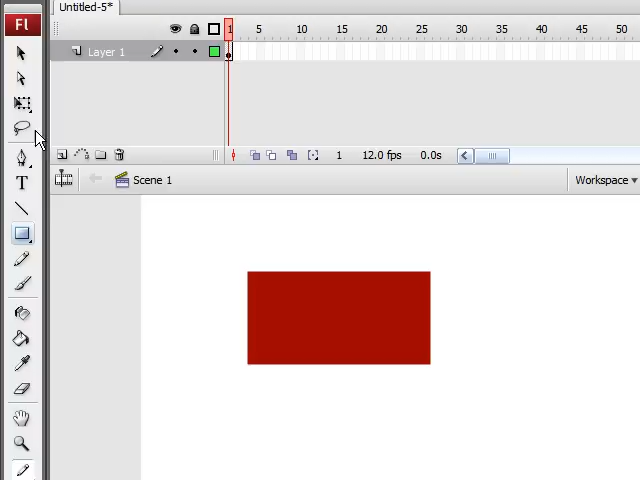 Untitled-5*
Fl
1 5 10 15 20 25 30 35 40 45 50
Layer 1
1 12.0 fps 0.0s
Scene 1
Workspace
T